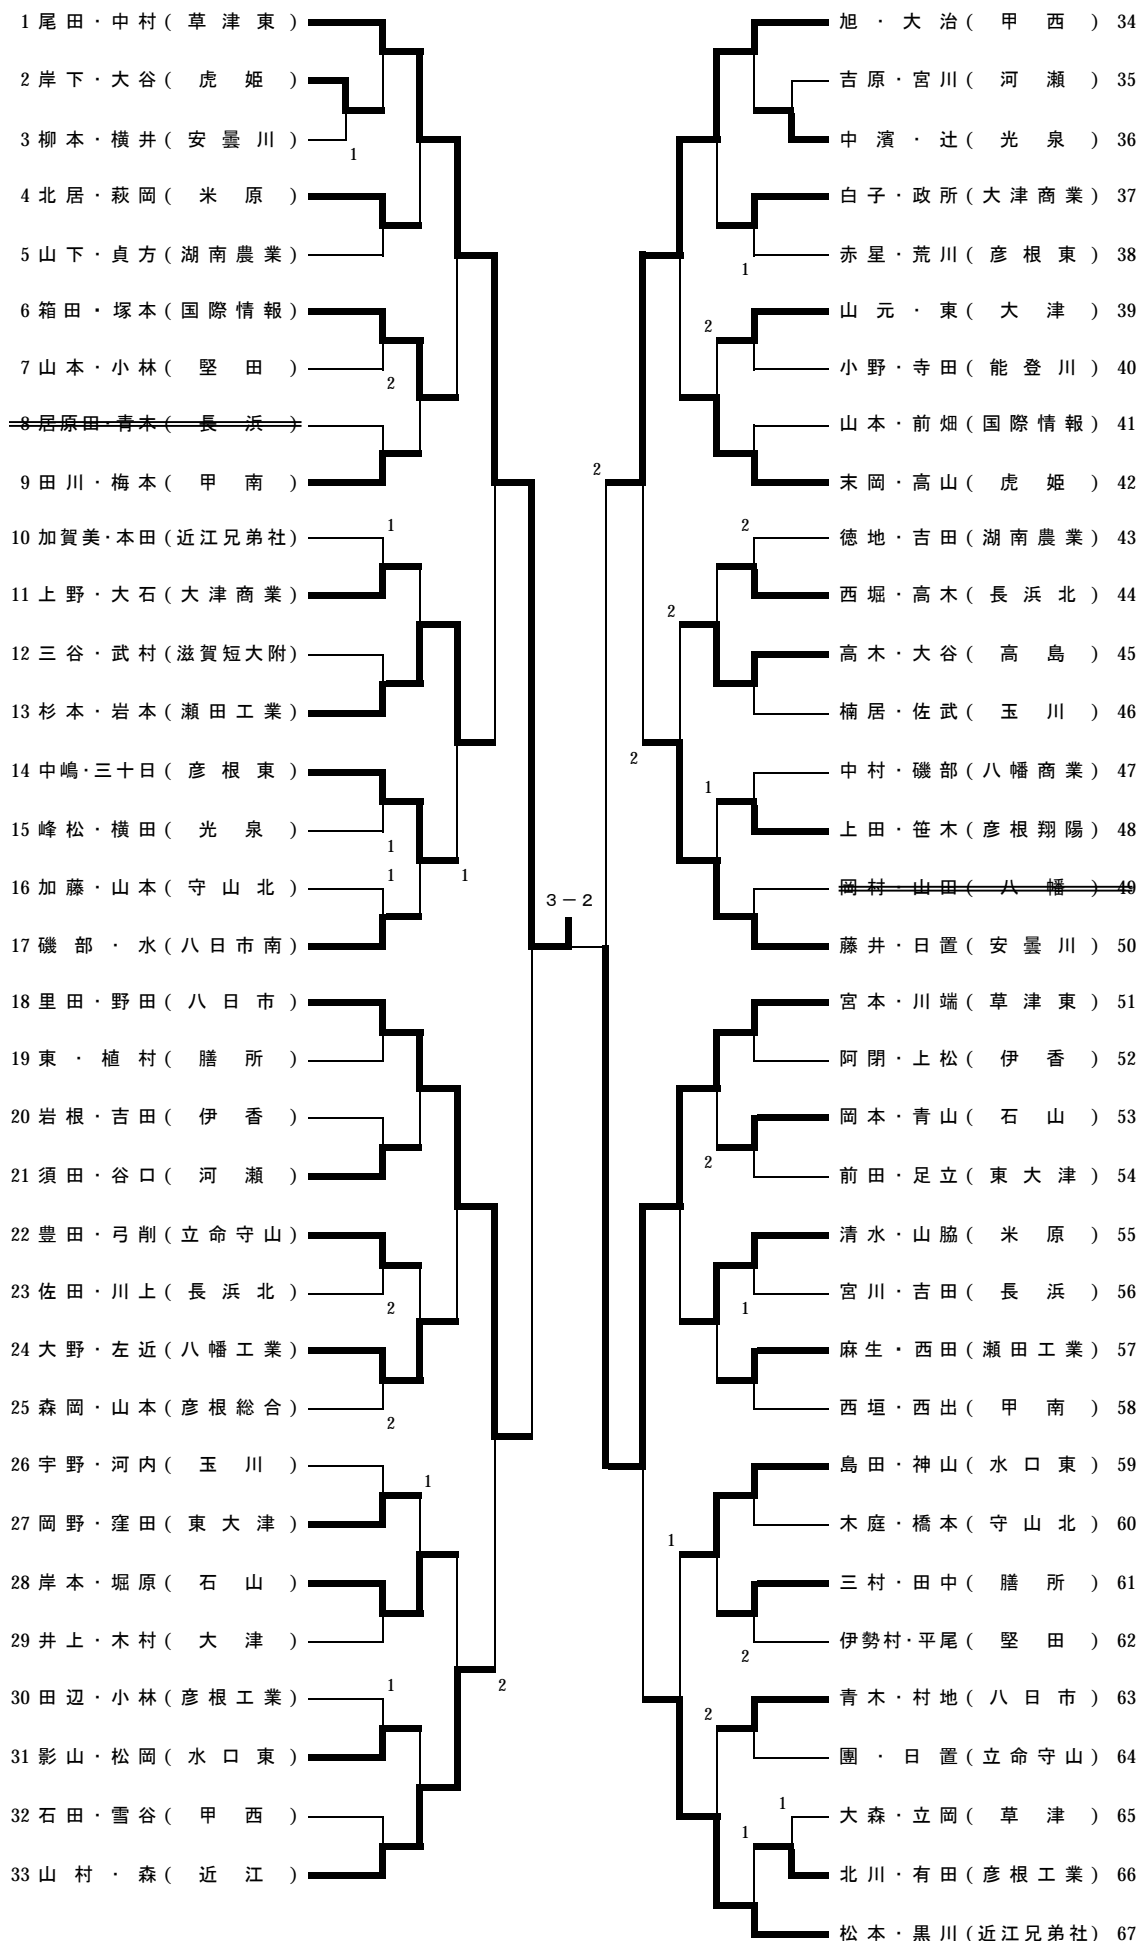 1 尾田・中村（草津東）
2 岸下・大谷（虎姫）
3 柳本・横井（安曇川）
1
4 北居・萩岡（米原）
5 山下・貞方（湖南農業）
6 箱田・塚本（国際情報）
7 山本・小林（堅田）
2
8 居原田・青木（長浜）
9 田川・梅本（甲南）
10 加賀美・本田（近江兄弟社）
1
11 上野・大石（大津商業）
12 三谷・武村（滋賀短大附）
13 杉本・岩本（瀬田工業）
14 中嶋・三十日（彦根東）
15 峰松・横田（光泉）
1
16 加藤・山本（守山北）
1
1
17 磯部・水（八日市南）
18 里田・野田（八日市）
19 東・植村（膳所）
20 岩根・吉田（伊香）
21 須田・谷口（河瀬）
22 豊田・弓削（立命守山）
23 佐田・川上（長浜北）
2
24 大野・左近（八幡工業）
25 森岡・山本（彦根総合）
2
26 宇野・河内（玉川）
1
27 岡野・窪田（東大津）
28 岸本・堀原（石山）
29 井上・木村（大津）
30 田辺・小林（彦根工業）
1
2
31 影山・松岡（水口東）
32 石田・雪谷（甲西）
33 山村・森（近江）
3－2
旭・大治（甲西） 34
吉原・宮川（河瀬） 35
中濱・辻（光泉） 36
白子・政所（大津商業） 37
赤星・荒川（彦根東） 38
1
山元・東（大津） 39
2
小野・寺田（能登川） 40
山本・前畑（国際情報） 41
2
末岡・高山（虎姫） 42
2
徳地・吉田（湖南農業） 43
西堀・高木（長浜北） 44
2
高木・大谷（高島） 45
楠居・佐武（玉川） 46
2
中村・磯部（八幡商業） 47
1
上田・笹木（彦根翔陽） 48
岡村・山田（八幡） 49
藤井・日置（安曇川） 50
宮本・川端（草津東） 51
阿閉・上松（伊香） 52
岡本・青山（石山） 53
2
前田・足立（東大津） 54
清水・山脇（米原） 55
宮川・吉田（長浜） 56
1
麻生・西田（瀬田工業） 57
西垣・西出（甲南） 58
島田・神山（水口東） 59
木庭・橋本（守山北） 60
1
三村・田中（膳所） 61
伊勢村・平尾（堅田） 62
2
青木・村地（八日市） 63
2
團・日置（立命守山） 64
1
大森・立岡（草津） 65
1
北川・有田（彦根工業） 66
松本・黒川（近江兄弟社） 67